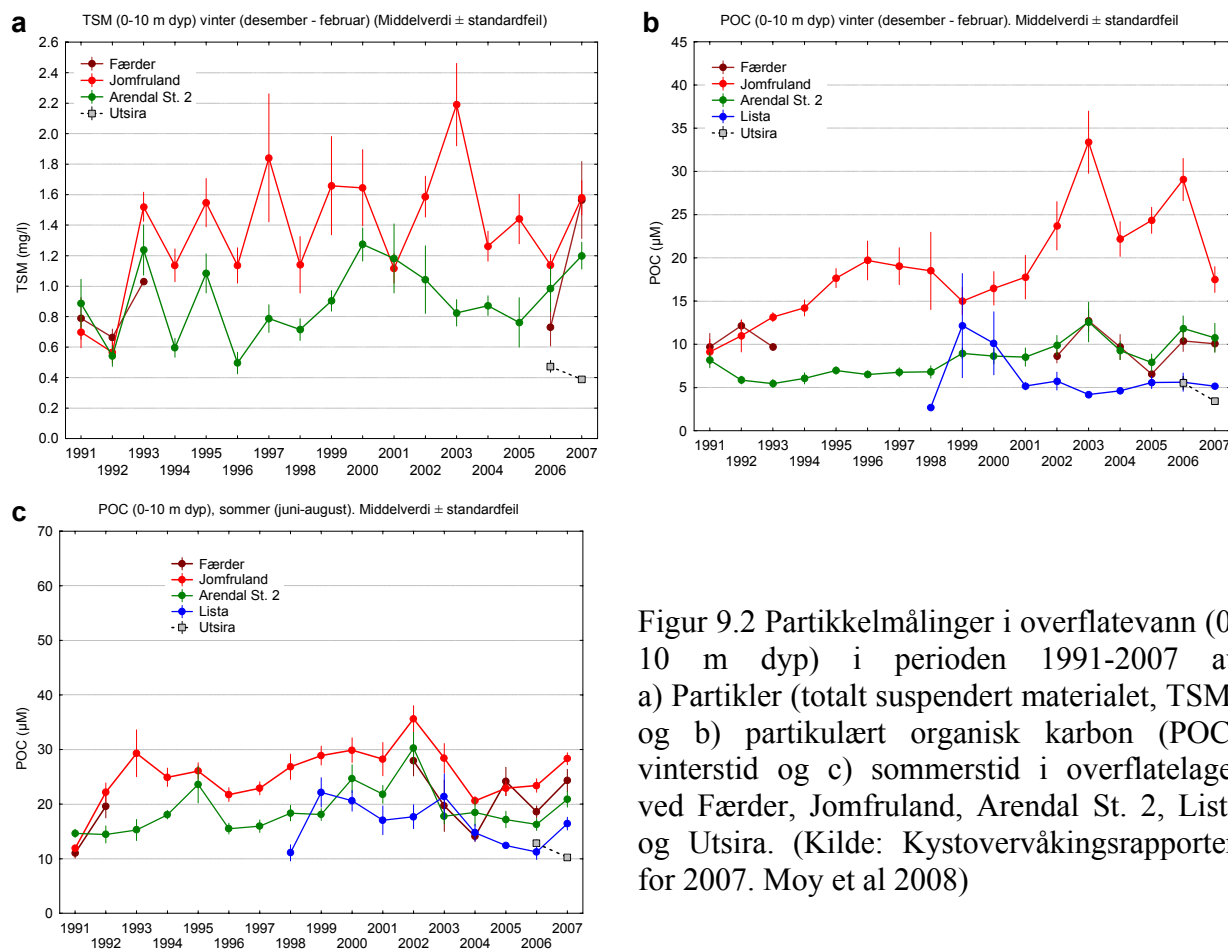 a
TSM (0-10 m dyp) vinter (desember - februar) (Middelverdi ± standardfeil)
2.6
2.4
2.2
2.0
1.8
1.6
1.4
1.2
1.0
0.8
0.6
0.4
0.2
0.0
TSM (mg/l)
Færder
Jomfruland
Arendal St. 2
Utsira
1991 1993 1995 1997 1999 2001 2003 2005 2007
1992 1994 1996 1998 2000 2002 2004 2006
b
POC (0-10 m dyp) vinter (desember - februar). Middelverdi ± standardfeil
45
40
35
30
25
20
15
10
5
0
POC (µM)
Færder
Jomfruland
Arendal St. 2
Lista
Utsira
1991 1993 1995 1997 1999 2001 2003 2005 2007
1992 1994 1996 1998 2000 2002 2004 2006
c
POC (0-10 m dyp), sommer (juni-august). Middelverdi ± standardfeil
70
60
50
40
30
20
10
0
POC (µM)
Færder
Jomfruland
Arendal St. 2
Lista
Utsira
1991 1993 1995 1997 1999 2001 2003 2005 2007
1992 1994 1996 1998 2000 2002 2004 2006
Figur 9.2 Partikkelmålinger i overflatevann (0
10 m dyp) i perioden 1991-2007 a
a) Partikler (totalt suspendert materialet, TSM
og b) partikulært organisk karbon (POC
vinterstid og c) sommerstid i overflatelage
ved Færder, Jomfruland, Arendal St. 2, List
og Utsira. (Kilde: Kystovervåkingsrapporte
for 2007. Moy et al 2008)